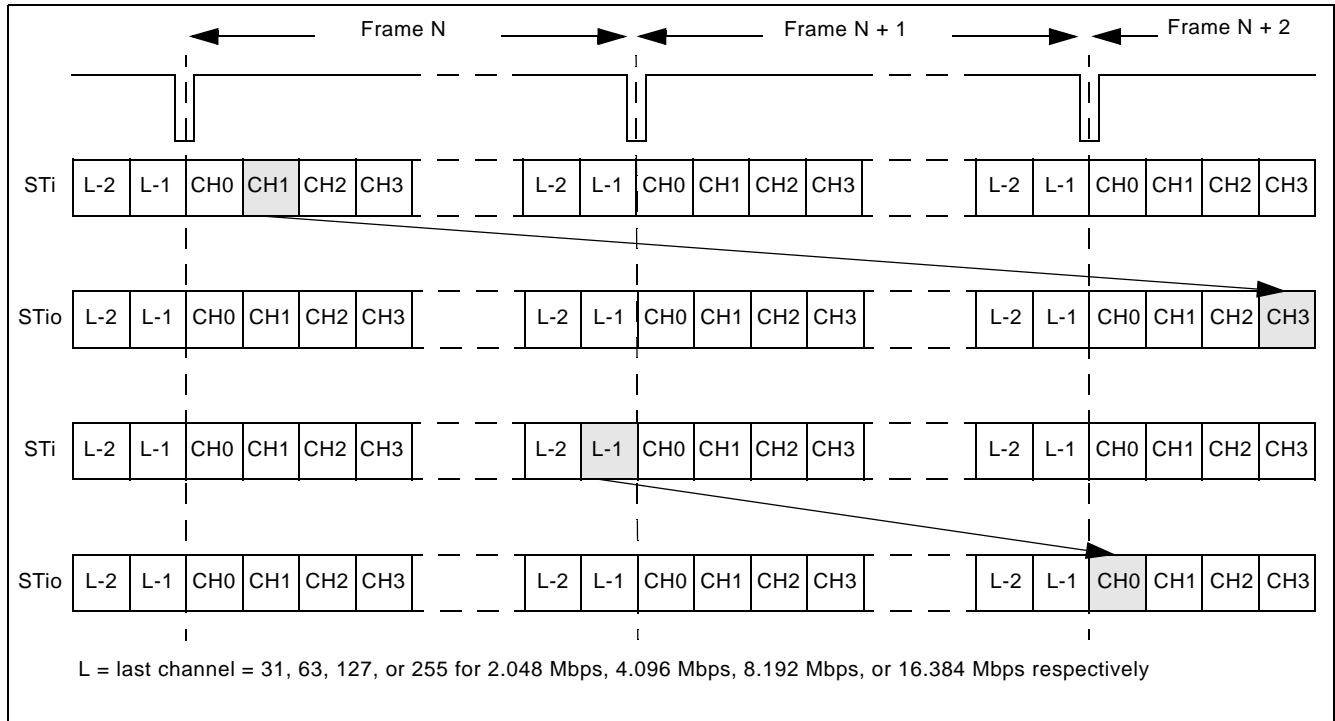 Frame N Frame N + 1 Frame N + 2
STi L-2 L-1 CH0 CH1 CH2 CH3 L-2 L-1 CH0 CH1 CH2 CH3 L-2 L-1 CH0 CH1 CH2 CH3
STio L-2 L-1 CH0 CH1 CH2 CH3 L-2 L-1 CH0 CH1 CH2 CH3 L-2 L-1 CH0 CH1 CH2 CH3
STi L-2 L-1 CH0 CH1 CH2 CH3 L-2 L-1 CH0 CH1 CH2 CH3 L-2 L-1 CH0 CH1 CH2 CH3
STio L-2 L-1 CH0 CH1 CH2 CH3 L-2 L-1 CH0 CH1 CH2 CH3 L-2 L-1 CH0 CH1 CH2 CH3
L = last channel = 31, 63, 127, or 255 for 2.048 Mbps, 4.096 Mbps, 8.192 Mbps, or 16.384 Mbps respectively